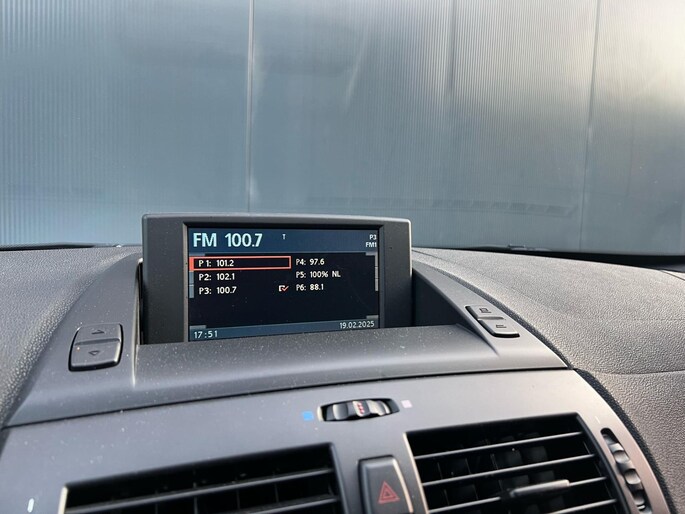 FM 100.7 T P3
FM1
P1: 101.2 P4: 97.6
P2: 102.1 P5: 100% NL
P3: 100.7 P6: 88.1
17:51 19.02.2025